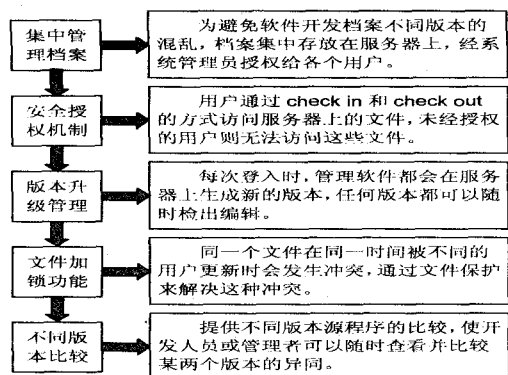 集中管
理档案
为避免软件开发档案不同版本的
混乱，档案集中存放在服务器上，经系
统管理员授权给各个用户。
安全授
权机制
用户通过 check in 和 check out
的方式访问服务器上的文件，未经授权
的用户则无法访问这些文件。
版本升
级管理
每次登入时，管理软件都会在服务
器上生成新的版本，任何版本都可以随
时检出编辑。
文件加
锁功能
同一个文件在同一时间被不同的
用户更新时会发生冲突，通过文件保护
来解决这种冲突。
不同版
本比较
提供不同版本源程序的比较，使开
发人员或管理者可以随时查看并比较
某两个版本的异同。